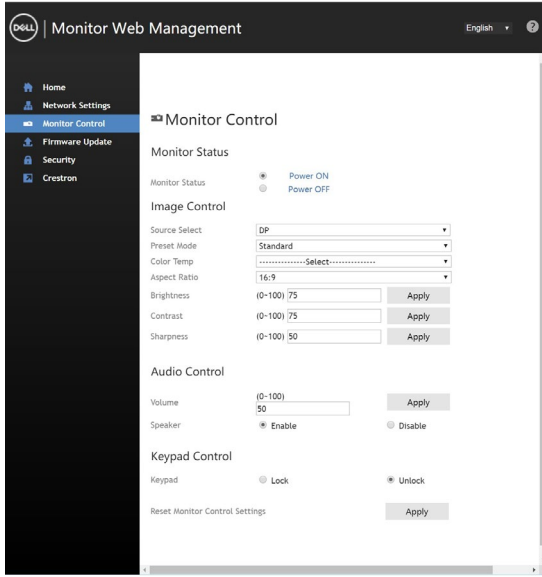 DELL | Monitor Web Management English ?
Home
Network Settings
Monitor Control
Firmware Update
Security
Crestron
Monitor Control
Monitor Status
Monitor Status Power ON
Power OFF
Image Control
Source Select DP
Preset Mode Standard
Color Temp ---------------Select---------------
Aspect Ratio 16:9
Brightness (0~100) 75 Apply
Contrast (0~100) 75 Apply
Sharpness (0~100) 50 Apply
Audio Control
Volume (0~100) 50 Apply
Speaker Enable Disable
Keypad Control
Keypad Lock Unlock
Reset Monitor Control Settings Apply